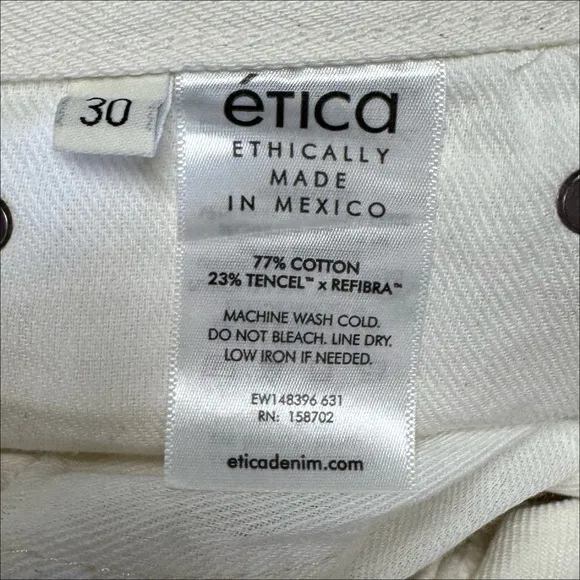 30
éTICA
ETHICALLY
MADE
IN MEXICO
77% COTTON
23% TENCEL™ x REFIBRA™
MACHINE WASH COLD.
DO NOT BLEACH. LINE DRY.
LOW IRON IF NEEDED.
EW148396 631
RN: 158702
eticadenim.com